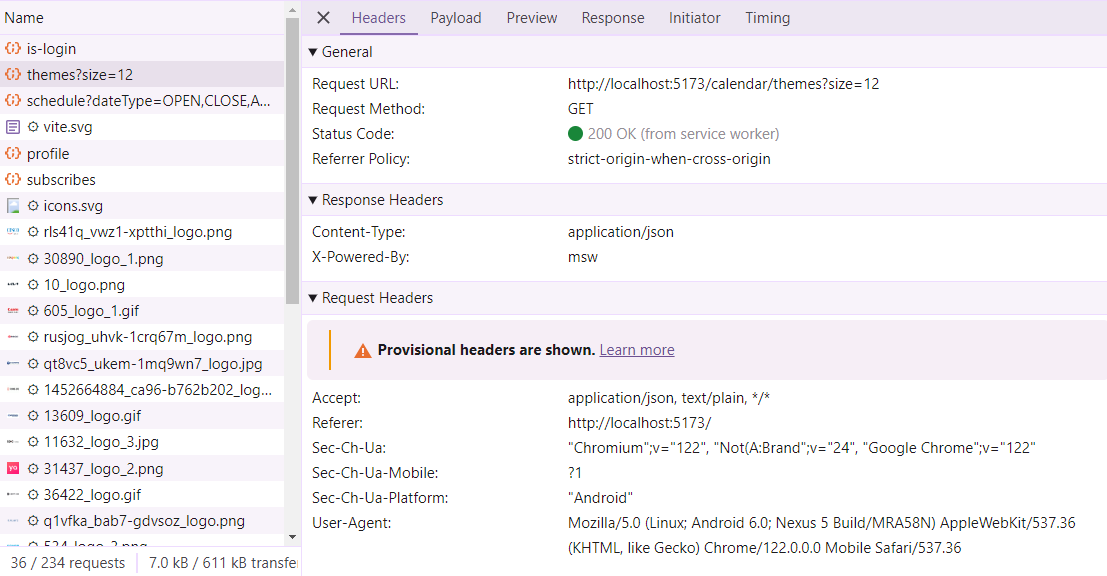 Name
is-login
themes?size=12
schedule?dateType=OPEN,CLOSE,A...
vite.svg
profile
subscribes
icons.svg
rls41q_vwz1-xptthi_logo.png
30890_logo_1.png
10_logo.png
605_logo_1.gif
rusjog_uhvk-1crq67m_logo.png
qt8vc5_ukem-1mq9wn7_logo.jpg
1452664884_ca96-b762b202_log...
13609_logo.gif
11632_logo_3.jpg
31437_logo_2.png
36422_logo.gif
q1vfka_bab7-gdvsoz_logo.png
36 / 234 requests 7.0 kB / 611 kB transfe
Headers Payload Preview Response Initiator Timing
General
Request URL: http://localhost:5173/calendar/themes?size=12
Request Method: GET
Status Code: 200 OK (from service worker)
Referrer Policy: strict-origin-when-cross-origin
Response Headers
Content-Type: application/json
X-Powered-By: msw
Request Headers
Provisional headers are shown. Learn more
Accept: application/json, text/plain, */*
Referer: http://localhost:5173/
Sec-Ch-Ua: "Chromium";v="122", "Not(A:Brand";v="24", "Google Chrome";v="122"
Sec-Ch-Ua-Mobile: ?1
Sec-Ch-Ua-Platform: "Android"
User-Agent: Mozilla/5.0 (Linux; Android 6.0; Nexus 5 Build/MRA58N) AppleWebKit/537.36
(KHTML, like Gecko) Chrome/122.0.0.0 Mobile Safari/537.36